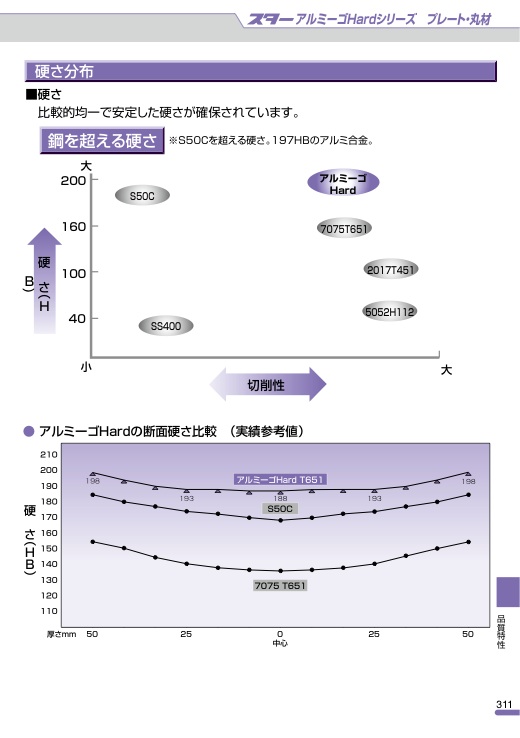 スター アルミーゴHardシリーズ プレート・丸材
硬さ分布
■硬さ
比較的均一で安定した硬さが確保されています。
鋼を超える硬さ ※S50Cを超える硬さ。197HBのアルミ合金。
大
200
160
100
40
小
硬さ(HB)
S50C
アルミーゴ
Hard
7075T651
2017T451
5052H112
SS400
切削性
大
● アルミーゴHardの断面硬さ比較 （実績参考値）
210
200
190
180
170
160
150
140
130
120
110
硬さ(HB)
アルミーゴHard T651
198 193 188 193 198
S50C
7075 T651
厚さmm 50 25 0 25 50
中心
品質特性
311